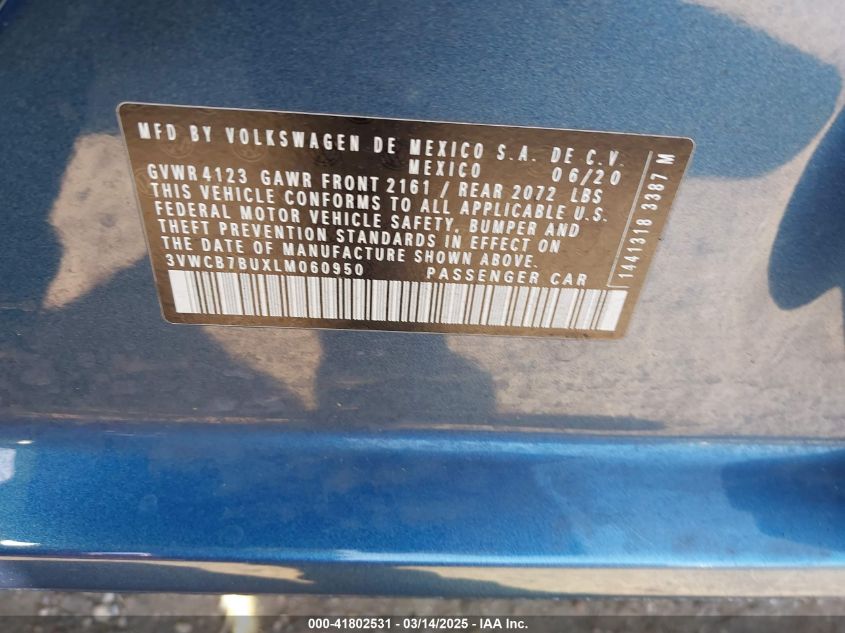 MFD BY VOLKSWAGEN DE MEXICO S.A. DE C.V.
MEXICO 06/20
GVWR 4123 GAWR FRONT 2161 / REAR 2072 LBS
THIS VEHICLE CONFORMS TO ALL APPLICABLE U.S.
FEDERAL MOTOR VEHICLE SAFETY, BUMPER AND
THEFT PREVENTION STANDARDS IN EFFECT ON
THE DATE OF MANUFACTURE SHOWN ABOVE.
3VWCB7BUXLM060950 PASSENGER CAR
1441318 3387 M
000-41802531 - 03/14/2025 - IAA Inc.